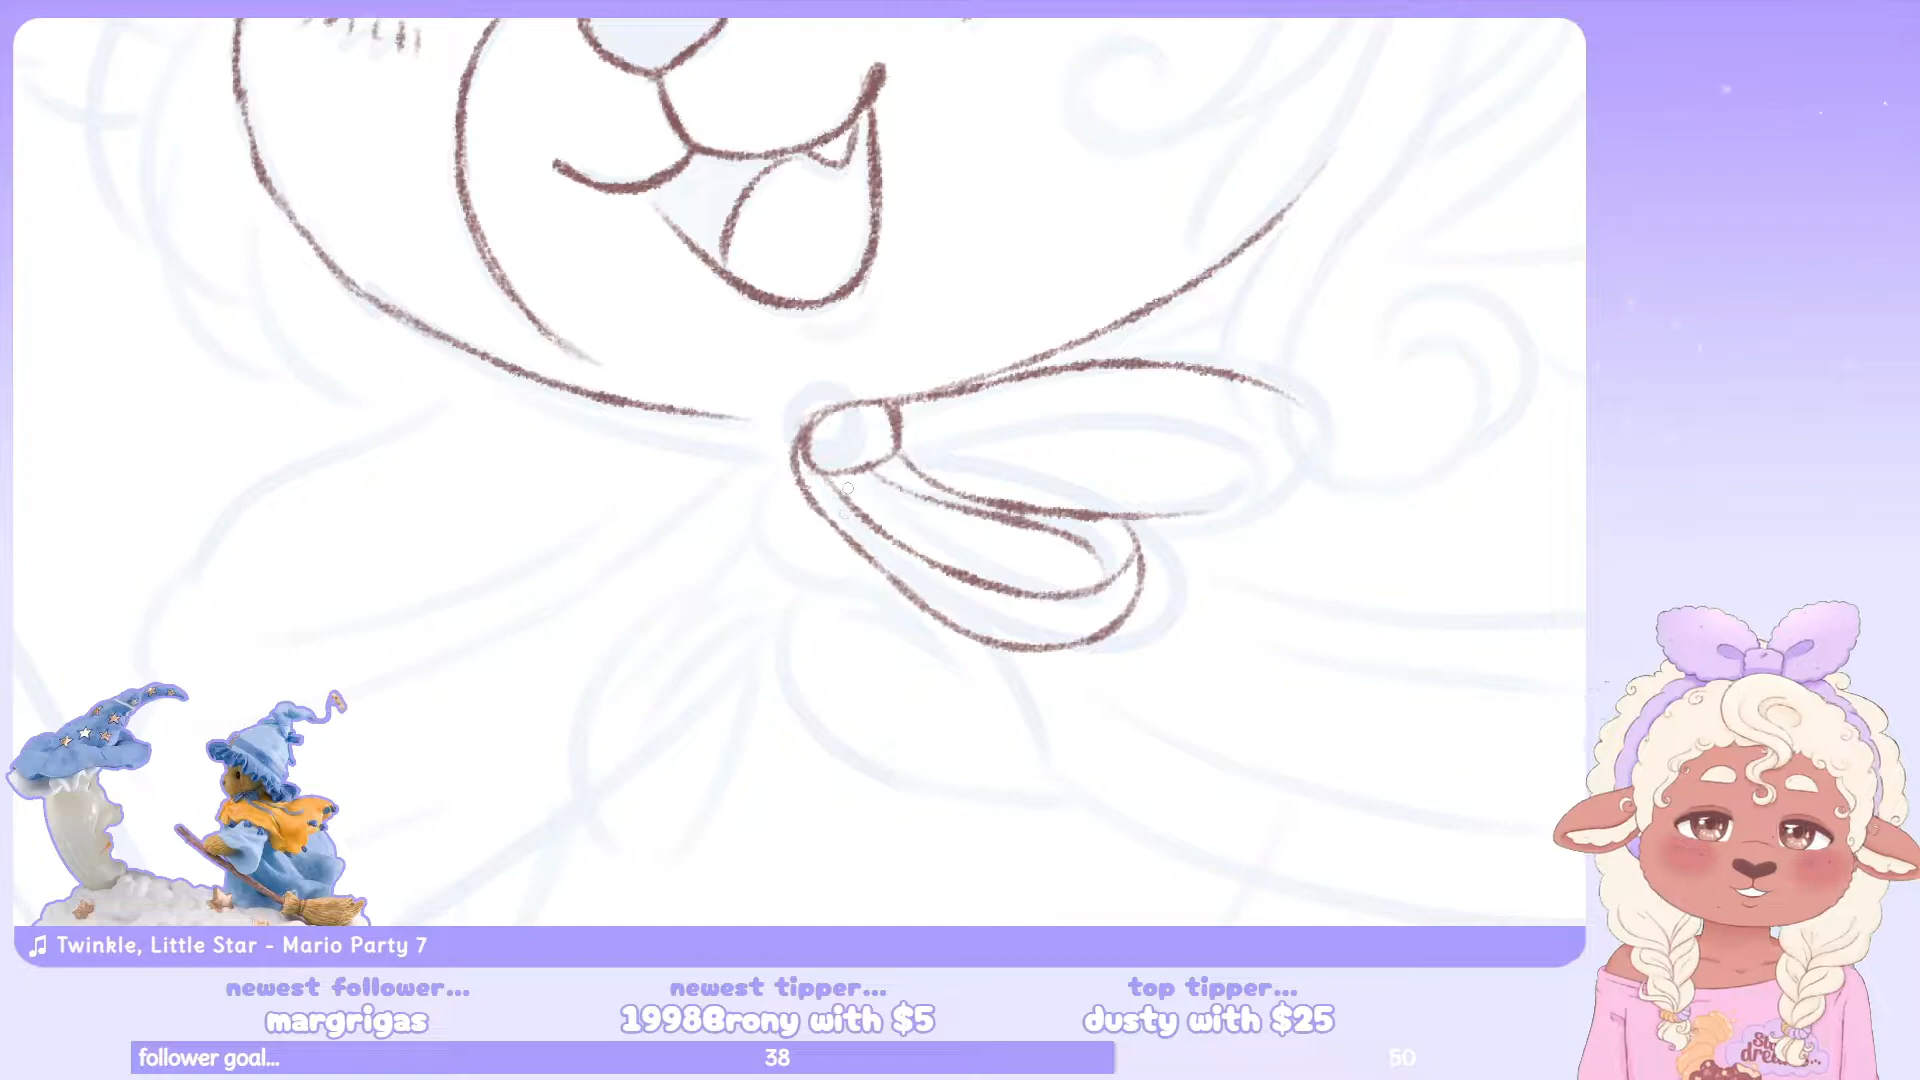 Twinkle, Little Star - Mario Party 7
newest follower...
margrigas
newest tipper...
1998Brony with $5
top tipper...
dusty with $25
follower goal...
38
50